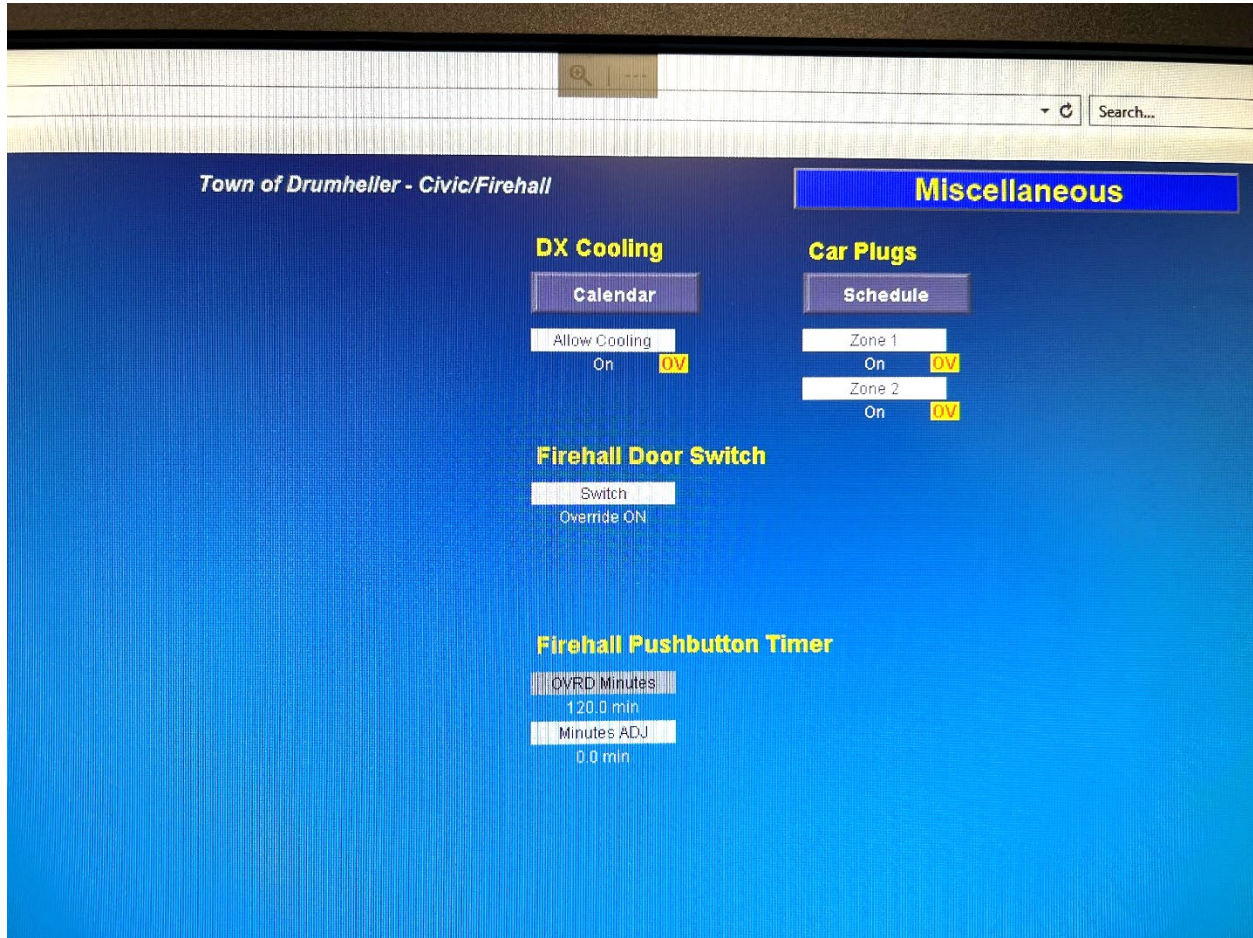 Search...
Town of Drumheller - Civic/Firehall
Miscellaneous
DX Cooling
Calendar
Allow Cooling
On OV
Car Plugs
Schedule
Zone 1
On OV
Zone 2
On OV
Firehall Door Switch
Switch
Override ON
Firehall Pushbutton Timer
OVRD Minutes
120.0 min
Minutes ADJ
0.0 min